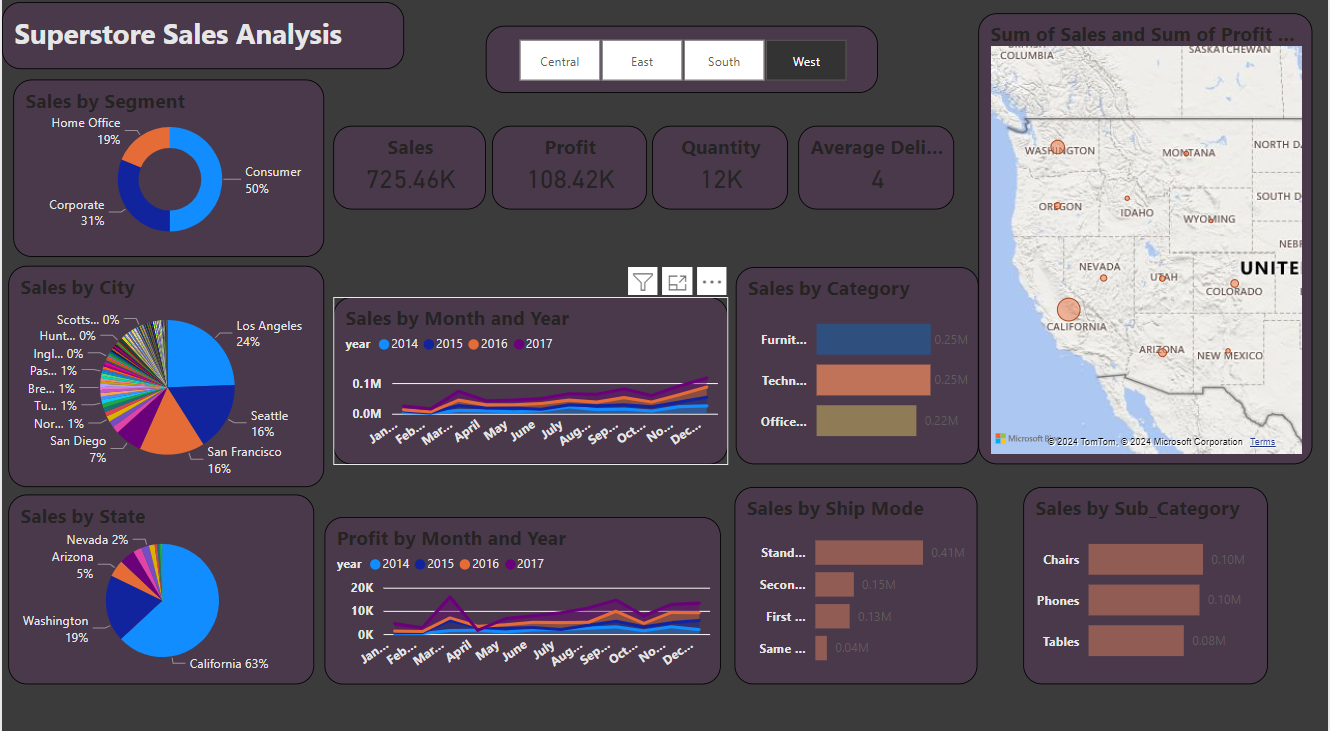 Superstore Sales Analysis
Central
East
South
West
Sales by Segment
Home Office
19%
Consumer
50%
Corporate
31%
Sales
725.46K
Profit
108.42K
Quantity
12K
Average Deli...
4
Sum of Sales and Sum of Profit ...
BRITISH
COLUMBIA
SASKATCHEWAN
WASHINGTON
MONTANA
NORTH DA
OREGON
IDAHO
SOUTH D
WYOMING
NEBR
NEVADA
UTAH
UNITE
COLORADO
CALIFORNIA
ARIZONA
NEW MEXICO
Microsoft B
© 2024 TomTom, © 2024 Microsoft Corporation Terms
Sales by City
Scotts... 0%
Hunt... 0%
Ingl... 0%
Pas... 1%
Bre... 1%
Tu... 1%
Nor... 1%
San Diego
7%
Los Angeles
24%
Seattle
16%
San Francisco
16%
Sales by Month and Year
year 2014 2015 2016 2017
0.1M
0.0M
Jan... Feb... Mar... April May June July Aug... Sep... Oct... No... Dec...
Sales by Category
Furnit... 0.25M
Techn... 0.25M
Office... 0.22M
Sales by State
Nevada 2%
Arizona
5%
Washington
19%
California 63%
Profit by Month and Year
year 2014 2015 2016 2017
20K
10K
0K
Jan... Feb... Mar... April May June July Aug... Sep... Oct... No... Dec...
Sales by Ship Mode
Stand... 0.41M
Secon... 0.15M
First ... 0.13M
Same ... 0.04M
Sales by Sub_Category
Chairs 0.10M
Phones 0.10M
Tables 0.08M